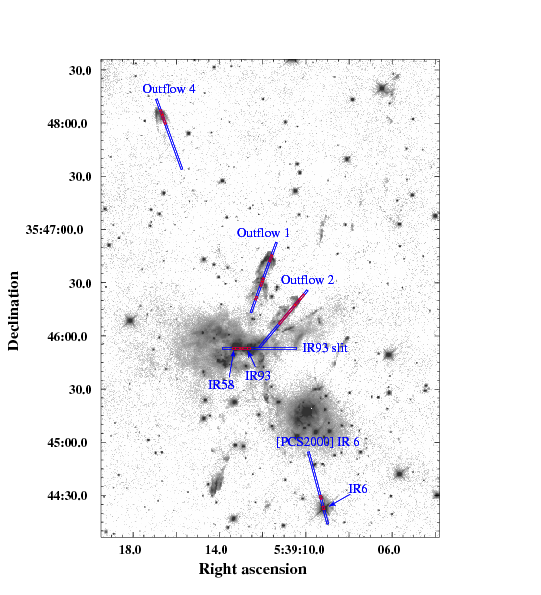 30.0
Outflow 4
48:00.0
30.0
35:47:00.0
Outflow 1
30.0
Outflow 2
46:00.0
IR93 slit
IR58
IR93
30.0
45:00.0
[PCS2000] IR 6
44:30.0
IR6
18.0
14.0
5:39:10.0
06.0
Right ascension
Declination